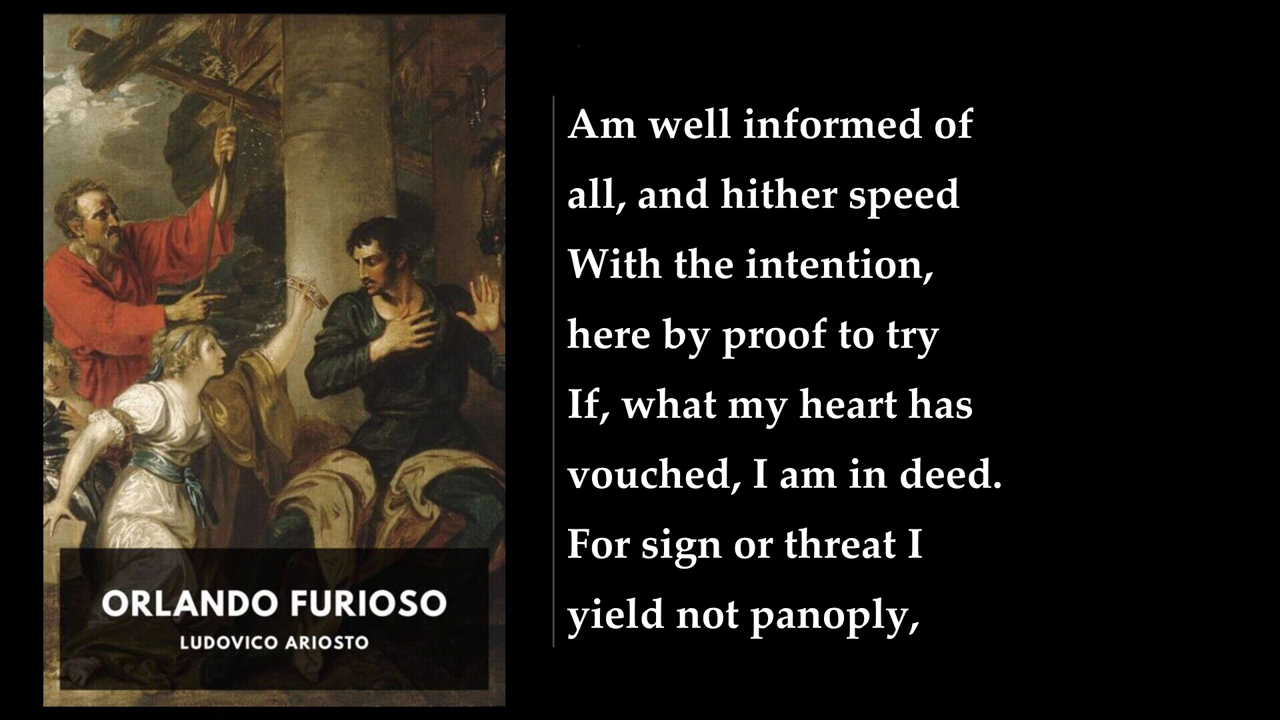 ORLANDO FURIOSO
LUDOVICO ARIOSTO
Am well informed of
all, and hither speed
With the intention,
here by proof to try
If, what my heart has
vouched, I am in deed.
For sign or threat I
yield not panoply,